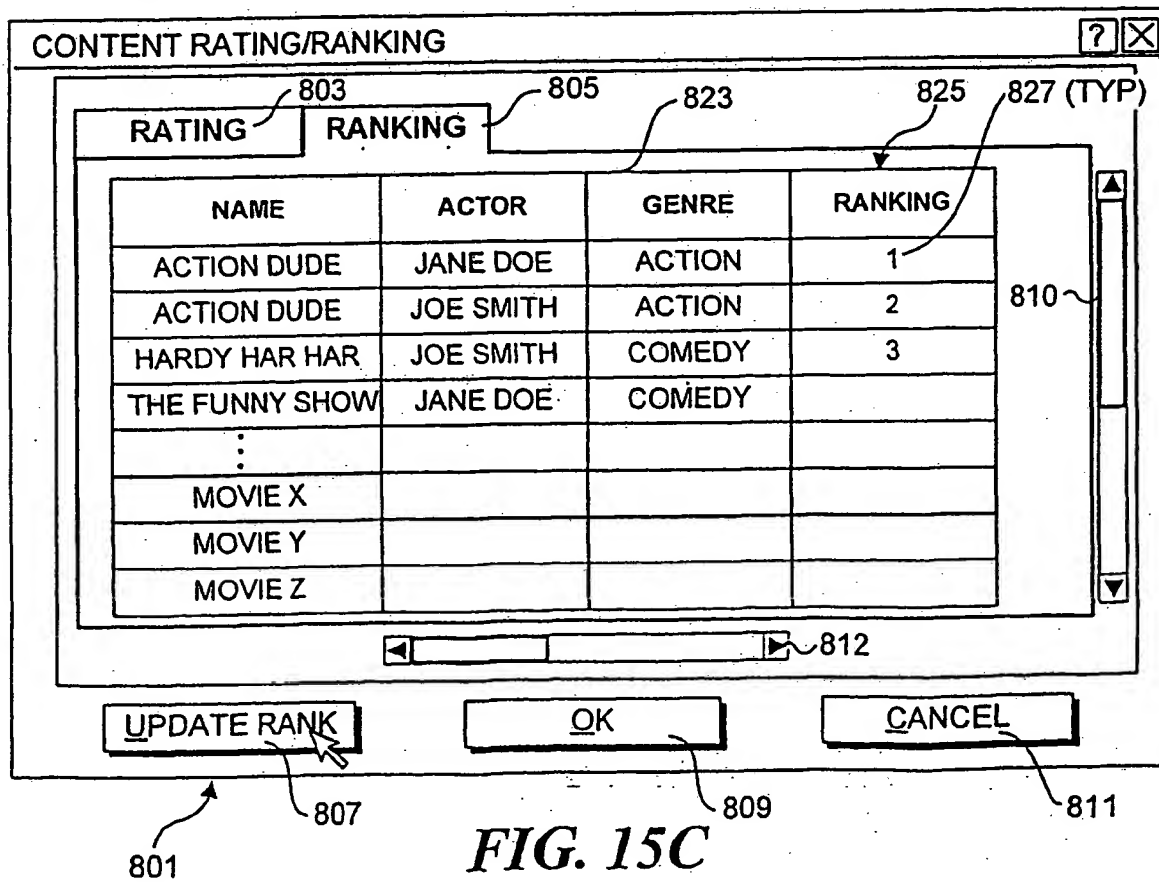 CONTENT RATING/RANKING ? X
803 805 823 825 827 (TYP)
RATING RANKING
NAME ACTOR GENRE RANKING
ACTION DUDE JANE DOE ACTION 1
ACTION DUDE JOE SMITH ACTION 2
810
HARDY HAR HAR JOE SMITH COMEDY 3
THE FUNNY SHOW JANE DOE COMEDY
MOVIE X
MOVIE Y
MOVIE Z
812
UPDATE RANK OK CANCEL
807 809 811
801
FIG. 15C